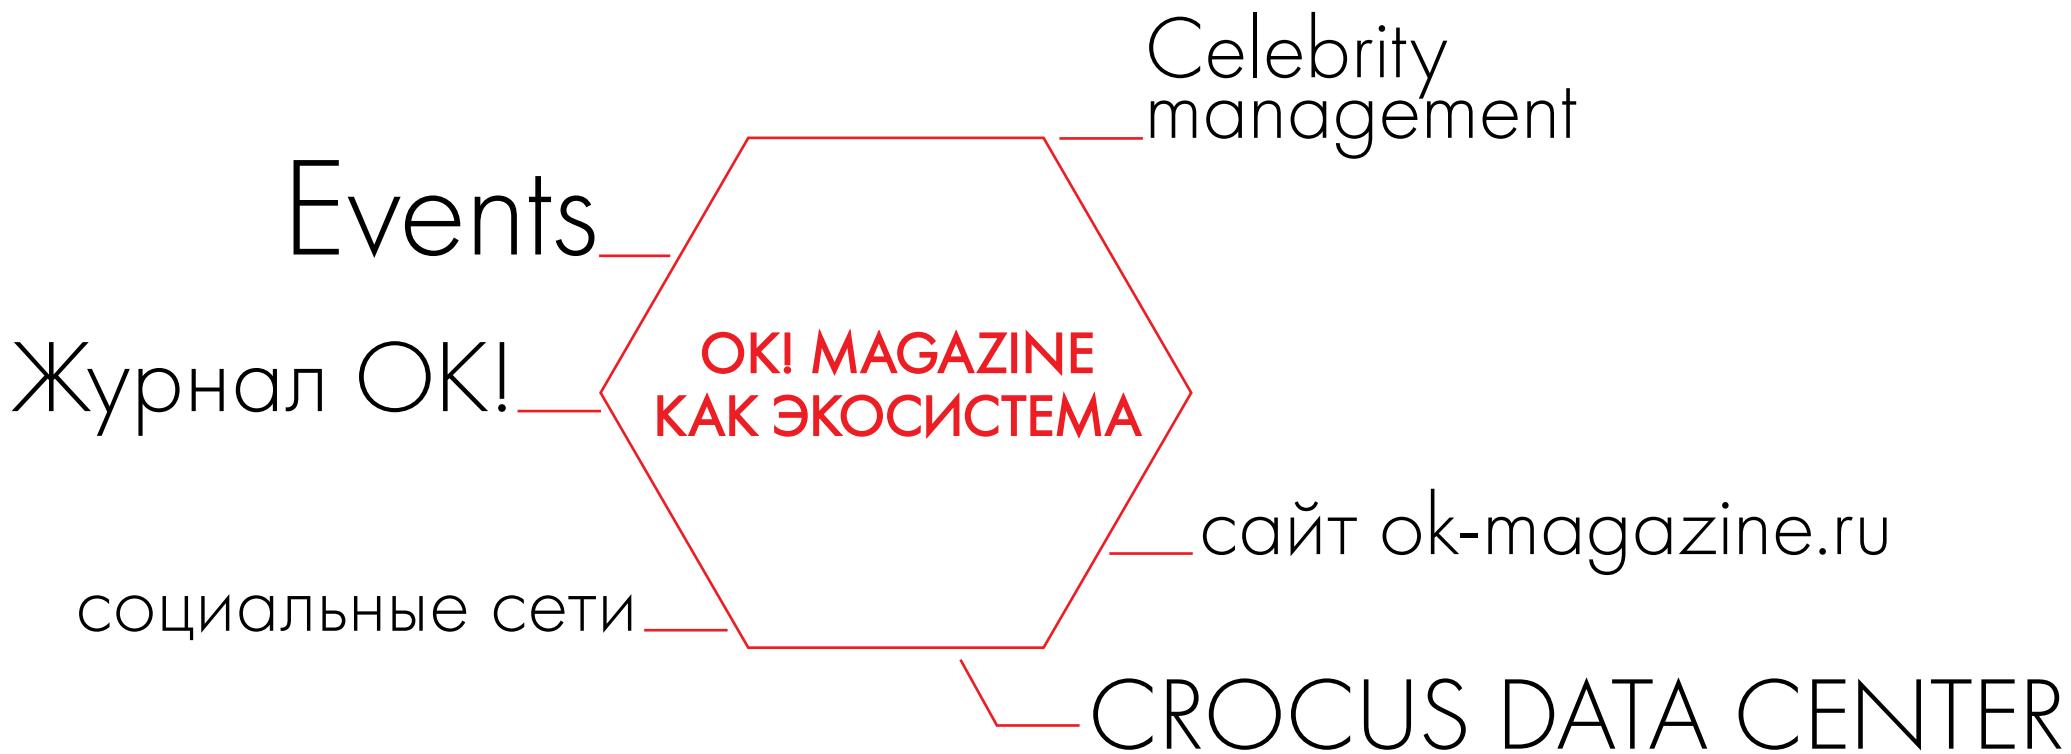 Celebrity
management
Events
OK! MAGAZINE
КАК ЭКОСИСТЕМА
Журнал OK!
сайт ok-magazine.ru
социальные сети
CROCUS DATA CENTER